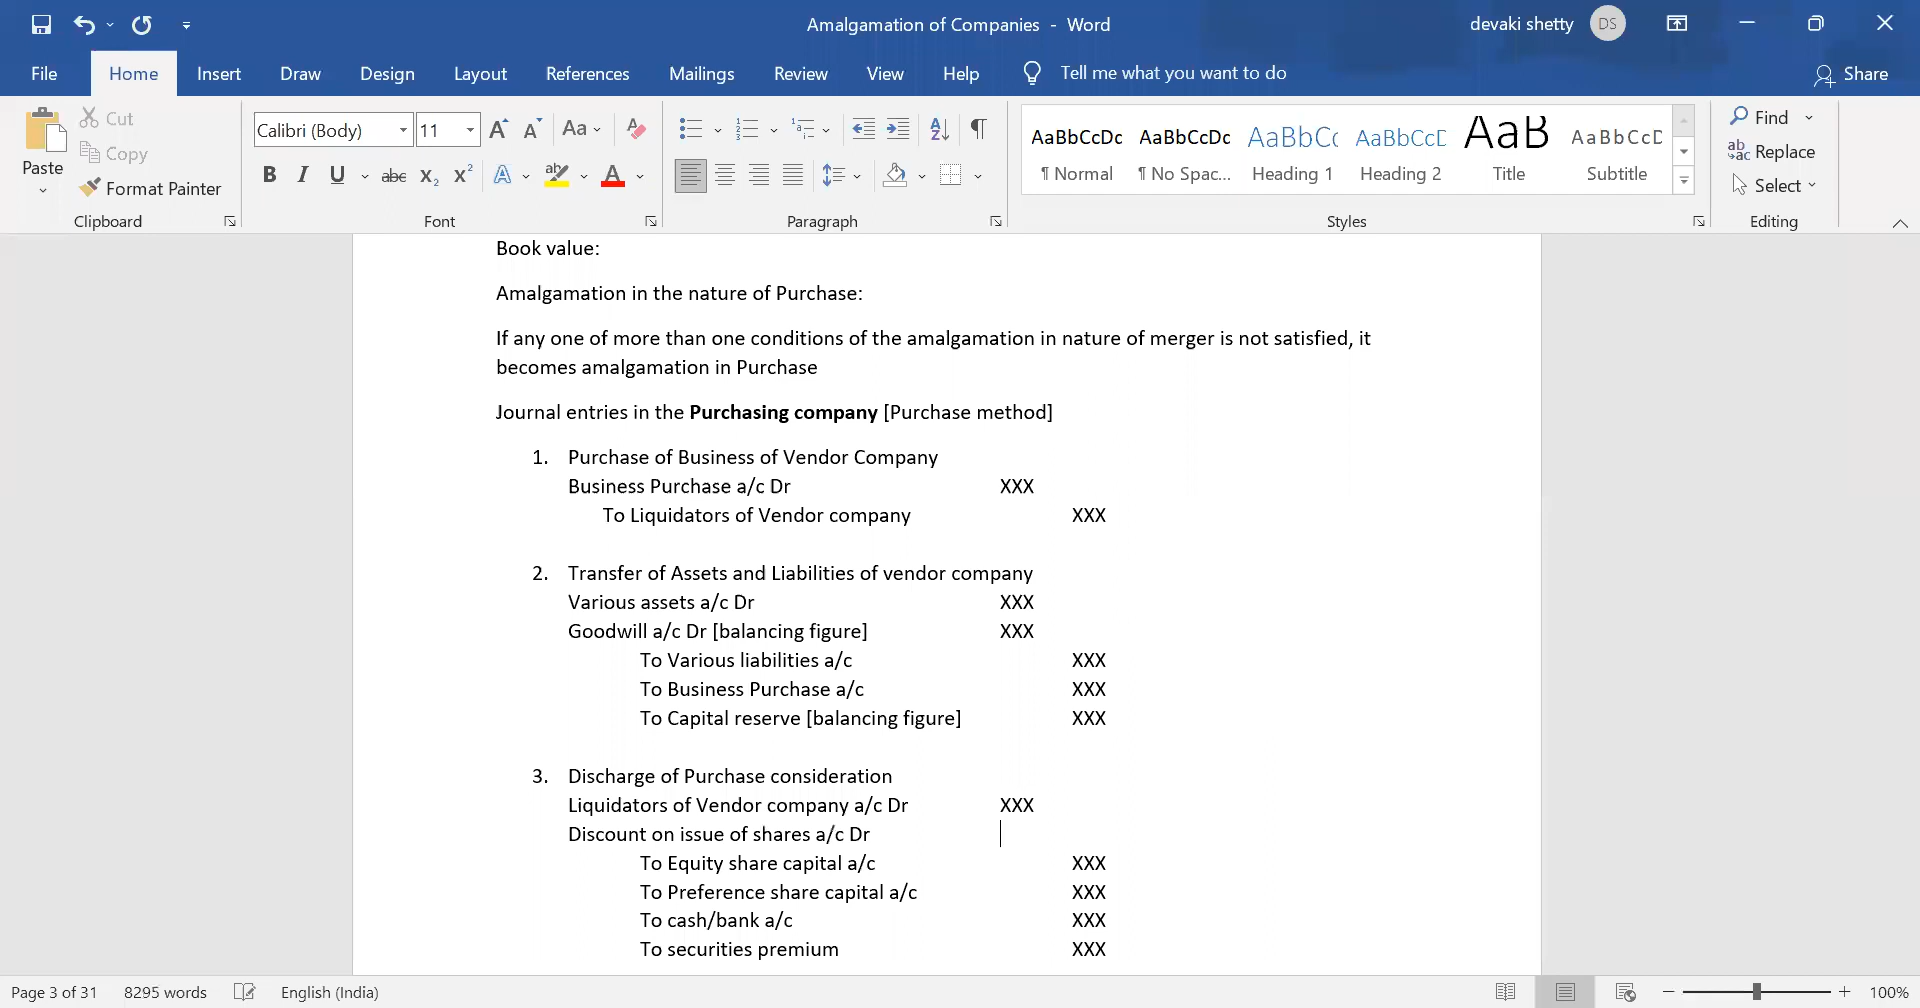 Amalgamation of Companies - Word
devaki shetty DS
File Home Insert Draw Design Layout References Mailings Review View Help Tell me what you want to do Share
Paste
Cut
Copy
Format Painter
Clipboard
Calibri (Body) 11
Font
Paragraph
AaBbCcDc AaBbCcDc AaBbCc AaBbCcD AaB AaBbCcD
¶ Normal ¶ No Spac... Heading 1 Heading 2 Title Subtitle
Styles
Find
Replace
Select
Editing
Book value:
Amalgamation in the nature of Purchase:
If any one of more than one conditions of the amalgamation in nature of merger is not satisfied, it
becomes amalgamation in Purchase
Journal entries in the Purchasing company [Purchase method]
1. Purchase of Business of Vendor Company
Business Purchase a/c Dr XXX
To Liquidators of Vendor company XXX
2. Transfer of Assets and Liabilities of vendor company
Various assets a/c Dr XXX
Goodwill a/c Dr [balancing figure] XXX
To Various liabilities a/c XXX
To Business Purchase a/c XXX
To Capital reserve [balancing figure] XXX
3. Discharge of Purchase consideration
Liquidators of Vendor company a/c Dr XXX
Discount on issue of shares a/c Dr
To Equity share capital a/c XXX
To Preference share capital a/c XXX
To cash/bank a/c XXX
To securities premium XXX
Page 3 of 31 8295 words English (India) 100%